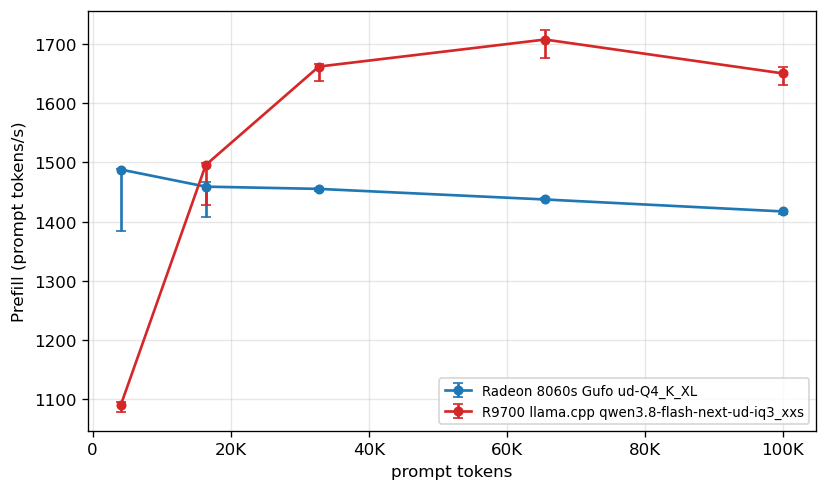 1700
1600
1500
1400
1300
1200
1100
Prefill (prompt tokens/s)
0
20K
40K
60K
80K
100K
prompt tokens
Radeon 8060s Gufo ud-Q4_K_XL
R9700 llama.cpp qwen3.8-flash-next-ud-iq3_xxs